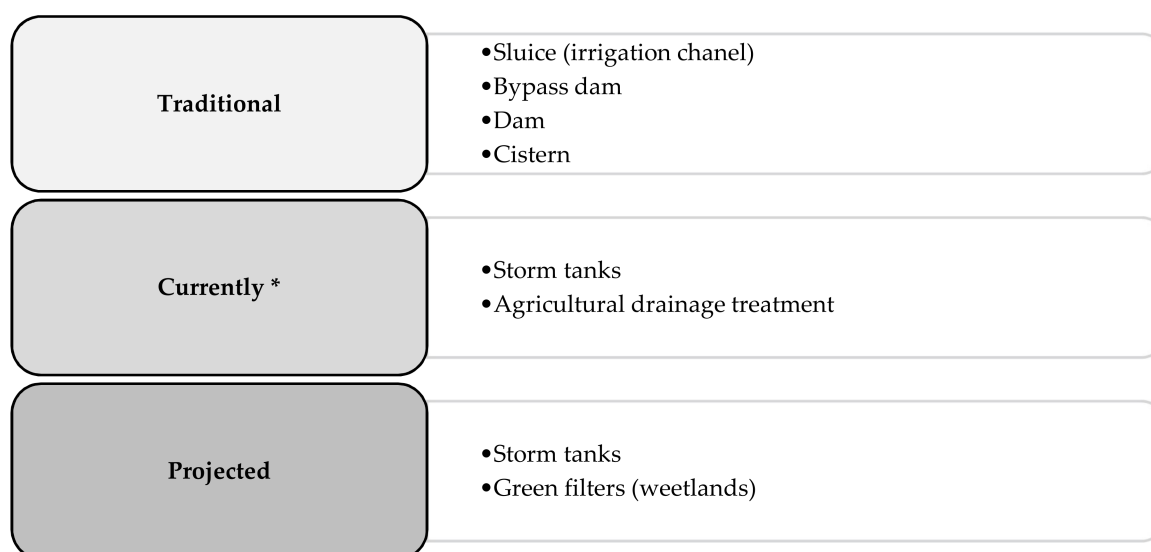 Traditional
•Sluice (irrigation chanel)
•Bypass dam
•Dam
•Cistern
Currently *
•Storm tanks
•Agricultural drainage treatment
Projected
•Storm tanks
•Green filters (weetlands)